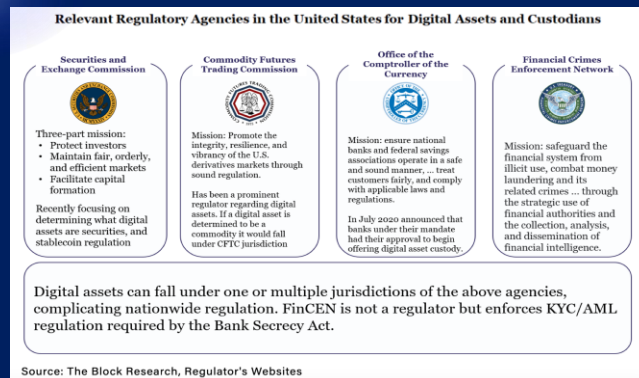 Relevant Regulatory Agencies in the United States for Digital Assets and Custodians
Securities and
Exchange Commission
Three-part mission:
• Protect investors
• Maintain fair, orderly,
and efficient markets
• Facilitate capital
formation
Recently focusing on
determining what digital
assets are securities, and
stablecoin regulation
Commodity Futures
Trading Commission
Mission: Promote the
integrity, resilience, and
vibrancy of the U.S.
derivatives markets through
sound regulation.
Has been a prominent
regulator regarding digital
assets. If a digital asset is
determined to be a
commodity it would fall
under CFTC jurisdiction
Office of the
Comptroller of the
Currency
Mission: ensure national
banks and federal savings
associations operate in a safe
and sound manner, ... treat
customers fairly, and comply
with applicable laws and
regulations.
In July 2020 announced that
banks under their mandate
had their approval to begin
offering digital asset custody.
Financial Crimes
Enforcement Network
Mission: safeguard the
financial system from
illicit use, combat money
laundering and its
related crimes ... through
the strategic use of
financial authorities and
the collection, analysis,
and dissemination of
financial intelligence.
Digital assets can fall under one or multiple jurisdictions of the above agencies,
complicating nationwide regulation. FinCEN is not a regulator but enforces KYC/AML
regulation required by the Bank Secrecy Act.
Source: The Block Research, Regulator's Websites